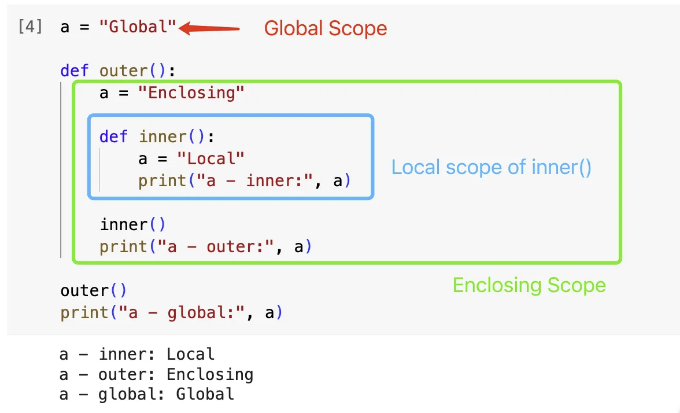 [4] a = "Global" Global Scope
def outer():
a = "Enclosing"
def inner():
a = "Local"
print("a - inner:", a)
Local scope of inner()
inner()
print("a - outer:", a)
Enclosing Scope
outer()
print("a - global:", a)
a - inner: Local
a - outer: Enclosing
a - global: Global